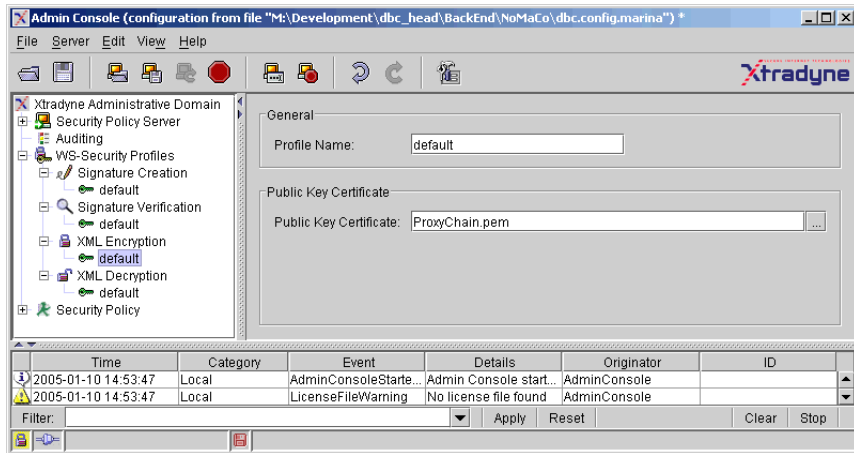 Admin Console (configuration from file "M:\Development\dbc_head\BackEnd\NoMaCo\dbc.config.marina") *
File Server Edit View Help
Xtradyne
Xtradyne Administrative Domain
Security Policy Server
Auditing
WS-Security Profiles
Signature Creation
default
Signature Verification
default
XML Encryption
default
XML Decryption
default
Security Policy
General
Profile Name: default
Public Key Certificate
Public Key Certificate: ProxyChain.pem ...
Time Category Event Details Originator ID
2005-01-10 14:53:47 Local AdminConsoleStarte... Admin Console start... AdminConsole
2005-01-10 14:53:47 Local LicenseFileWarning No license file found AdminConsole
Filter: Apply Reset Clear Stop